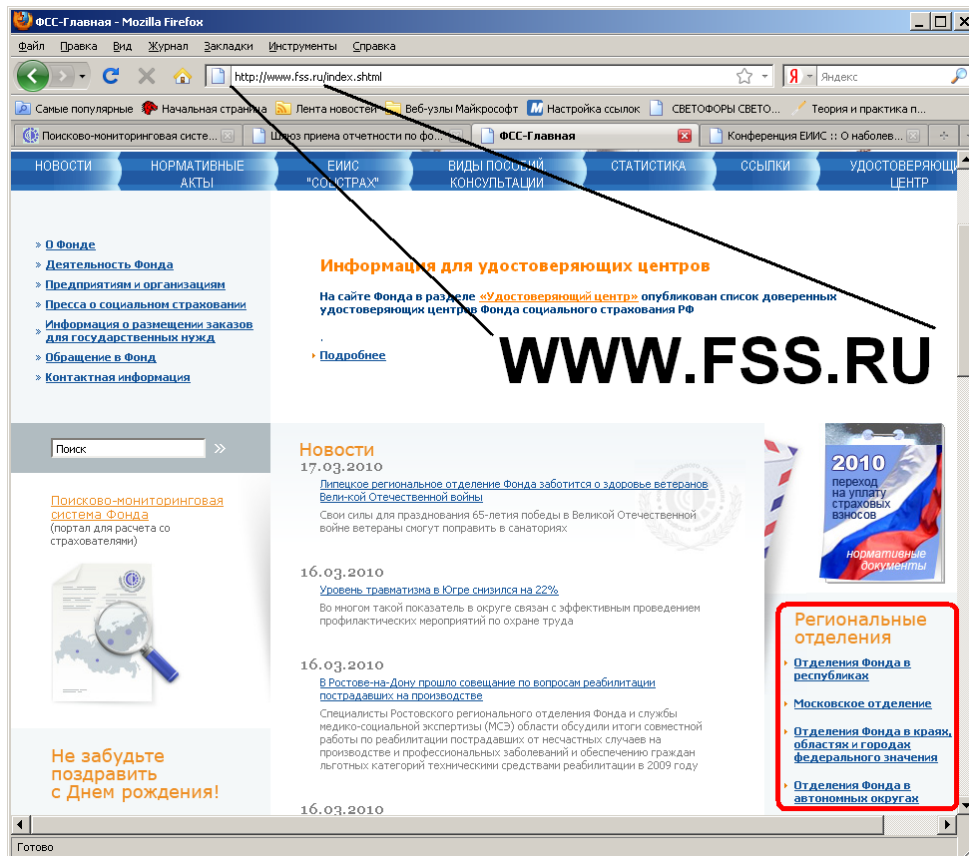 ФСС-Главная - Mozilla Firefox
Файл Правка Вид Журнал Закладки Инструменты Справка
http://www.fss.ru/index.shtml
Яндекс
Самые популярные Начальная страница Лента новостей Веб-узлы Майкрософт Настройка ссылок СВЕТОФОРЫ СВЕТО... Теория и практика п...
Поисково-мониторинговая систе... Шлюз приема отчетности по фо... ФСС-Главная Конференция ЕИИС :: О наболев...
НОВОСТИ
НОРМАТИВНЫЕ
АКТЫ
ЕИИС
"СОЦСТРАХ"
ВИДЫ ПОСОБИЙ
КОНСУЛЬТАЦИИ
СТАТИСТИКА
ССЫЛКИ
УДОСТОВЕРЯЮЩИ
ЦЕНТР
» О Фонде
» Деятельность Фонда
» Предприятиям и организациям
» Пресса о социальном страховании
» Информация о размещении заказов
для государственных нужд
» Обращение в Фонд
» Контактная информация
Информация для удостоверяющих центров
На сайте Фонда в разделе «Удостоверяющий центр» опубликован список доверенных
удостоверяющих центров Фонда социального страхования РФ
.
Подробнее
WWW.FSS.RU
Поиск »
Поисково-мониторинговая
система Фонда
(портал для расчета со
страхователями)
Не забудьте
поздравить
с Днем рождения!
Новости
17.03.2010
Липецкое региональное отделение Фонда заботится о здоровье ветеранов
Вели-кой Отечественной войны
Свои силы для празднования 65-летия победы в Великой Отечественной
войне ветераны смогут поправить в санаториях
16.03.2010
Уровень травматизма в Югре снизился на 22%
Во многом такой показатель в округе связан с эффективным проведением
профилактических мероприятий по охране труда
16.03.2010
В Ростове-на-Дону прошло совещание по вопросам реабилитации
пострадавших на производстве
Специалисты Ростовского регионального отделения Фонда и службы
медико-социальной экспертизы (МСЭ) области обсудили итоги совместной
работы по реабилитации пострадавших от несчастных случаев на
производстве и профессиональных заболеваний и обеспечению граждан
льготных категорий техническими средствами реабилитации в 2009 году
16.03.2010
2010
переход
на уплату
страховых
взносов
нормативные
документы
Региональные
отделения
Отделения Фонда в
республиках
Московское отделение
Отделения Фонда в краях,
областях и городах
федерального значения
Отделения Фонда в
автономных округах
Готово